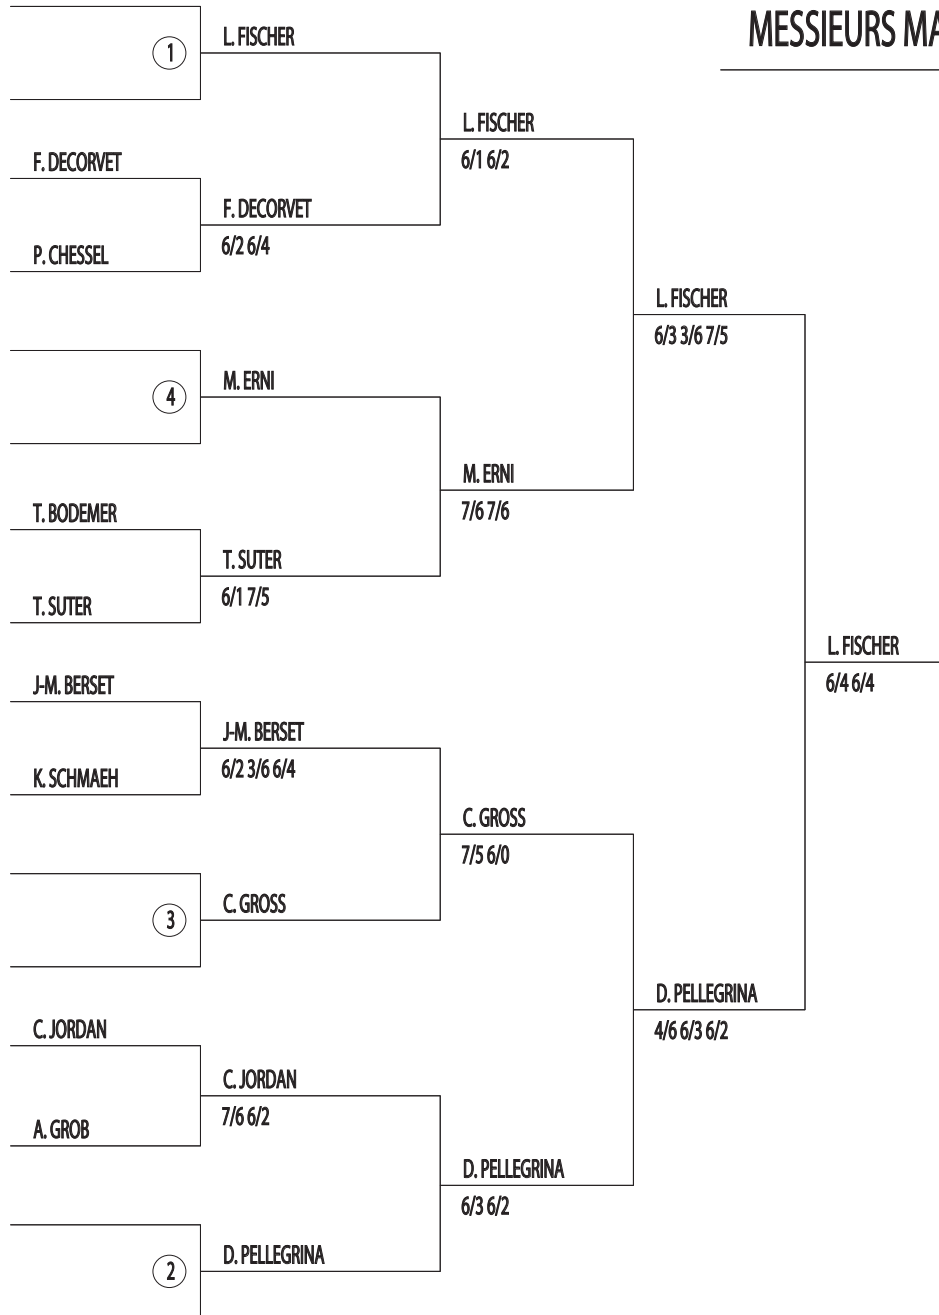 MESSIEURS MA
1
L. FISCHER
L. FISCHER
6/1 6/2
F. DECORVET
F. DECORVET
6/2 6/4
P. CHESSEL
L. FISCHER
6/3 3/6 7/5
4
M. ERNI
M. ERNI
7/6 7/6
T. BODEMER
T. SUTER
6/1 7/5
T. SUTER
L. FISCHER
6/4 6/4
J-M. BERSET
J-M. BERSET
6/2 3/6 6/4
K. SCHMAEH
C. GROSS
7/5 6/0
3
C. GROSS
D. PELLEGRINA
4/6 6/3 6/2
C. JORDAN
C. JORDAN
7/6 6/2
A. GROB
D. PELLEGRINA
6/3 6/2
2
D. PELLEGRINA